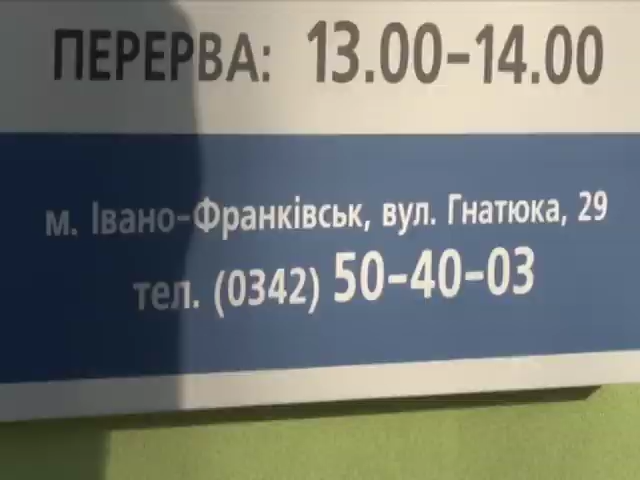 ПЕРЕРВА: 13.00-14.00
м. Івано-Франківськ, вул. Гнатюка, 29
тел. (0342) 50-40-03